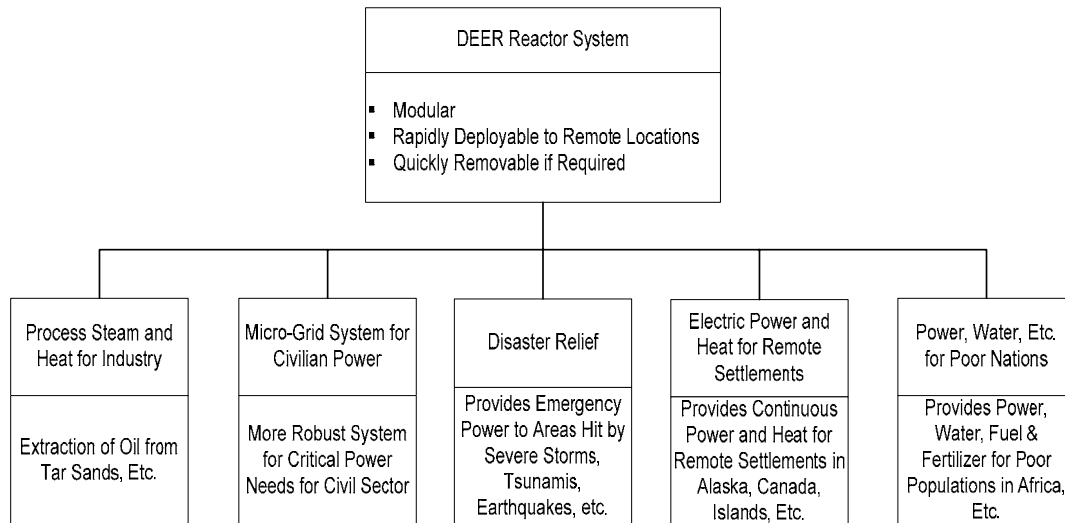 DEER Reactor System
▪ Modular
▪ Rapidly Deployable to Remote Locations
▪ Quickly Removable if Required
Process Steam and
Heat for Industry
Extraction of Oil from
Tar Sands, Etc.
Micro-Grid System for
Civilian Power
More Robust System
for Critical Power
Needs for Civil Sector
Disaster Relief
Provides Emergency
Power to Areas Hit by
Severe Storms,
Tsunamis,
Earthquakes, etc.
Electric Power and
Heat for Remote
Settlements
Provides Continuous
Power and Heat for
Remote Settlements in
Alaska, Canada,
Islands, Etc.
Power, Water, Etc.
for Poor Nations
Provides Power,
Water, Fuel &
Fertilizer for Poor
Populations in Africa,
Etc.